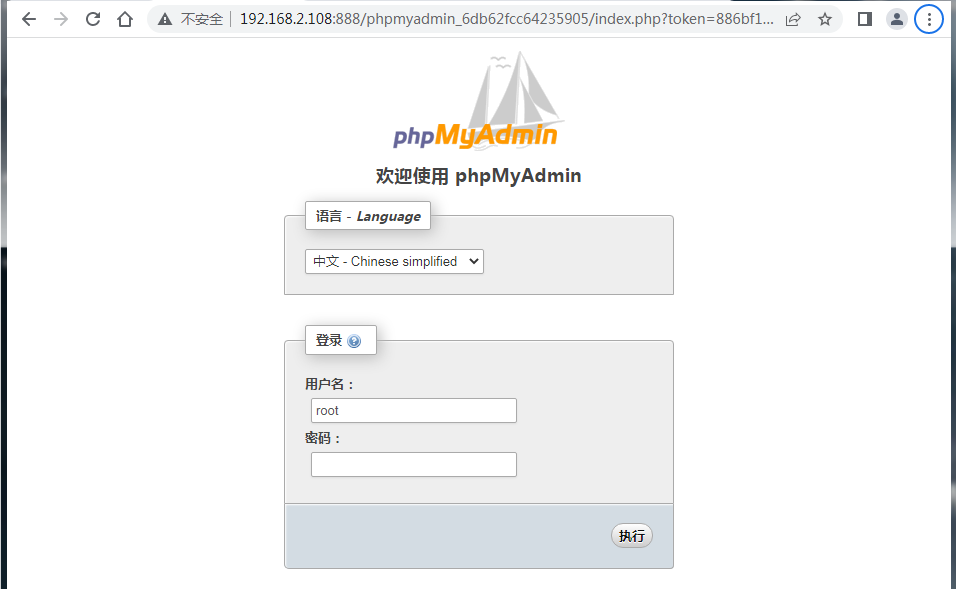 不安全 192.168.2.108:888/phpmyadmin_6db62fcc64235905/index.php?token=886bf1...
phpMyAdmin
欢迎使用 phpMyAdmin
语言 - Language
中文 - Chinese simplified
登录
用户名：
root
密码：
执行